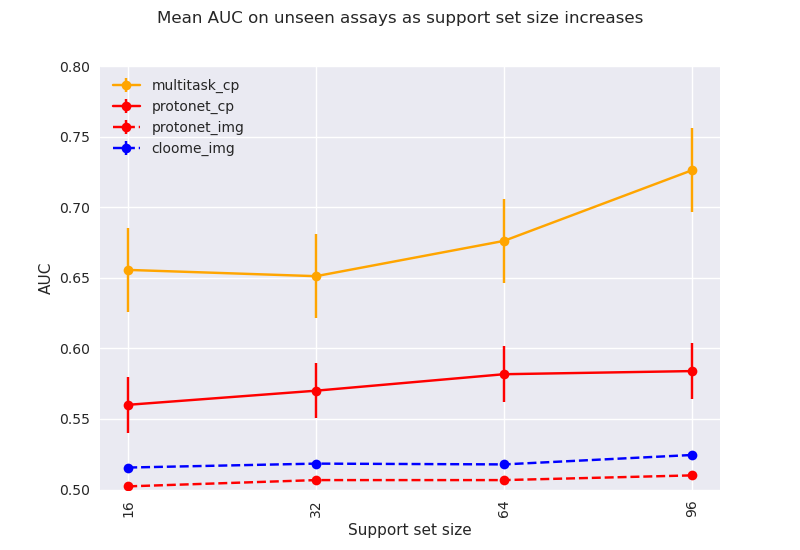 Mean AUC on unseen assays as support set size increases
multitask_cp
protonet_cp
protonet_img
cloome_img
0.80
0.75
0.70
0.65
0.60
0.55
0.50
AUC
16
32
64
96
Support set size